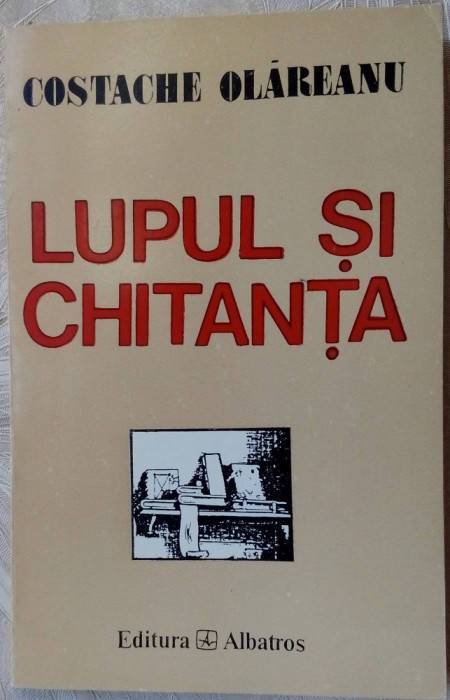 COSTACHE OLĂREANU
LUPUL ȘI
CHITANȚA
Editura Albatros